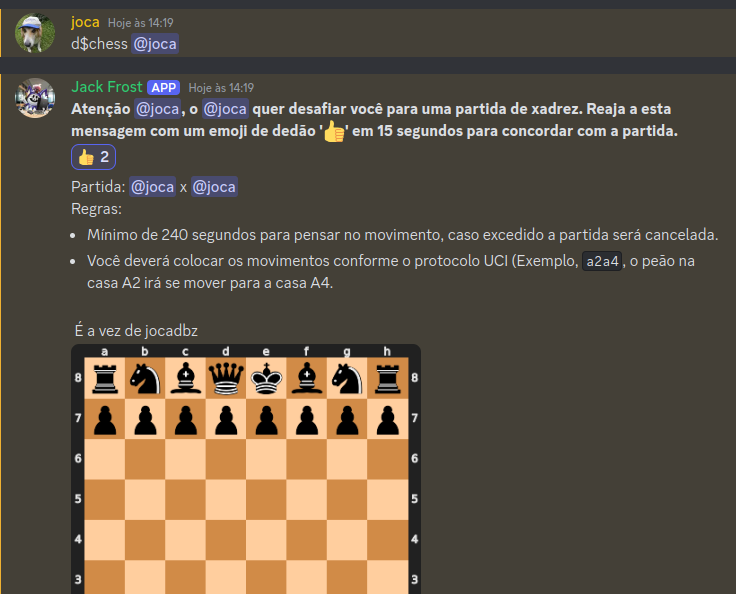 joca Hoje às 14:19
d$chess @joca
Jack Frost APP Hoje às 14:19
Atenção @joca, o @joca quer desafiar você para uma partida de xadrez. Reaja a esta
mensagem com um emoji de dedão '👍' em 15 segundos para concordar com a partida.
👍 2
Partida: @joca x @joca
Regras:
• Mínimo de 240 segundos para pensar no movimento, caso excedido a partida será cancelada.
• Você deverá colocar os movimentos conforme o protocolo UCI (Exemplo, a2a4, o peão na
casa A2 irá se mover para a casa A4.
É a vez de jocadbz
a b c d e f g h
8 8
7 7
6 6
5 5
4 4
3 3